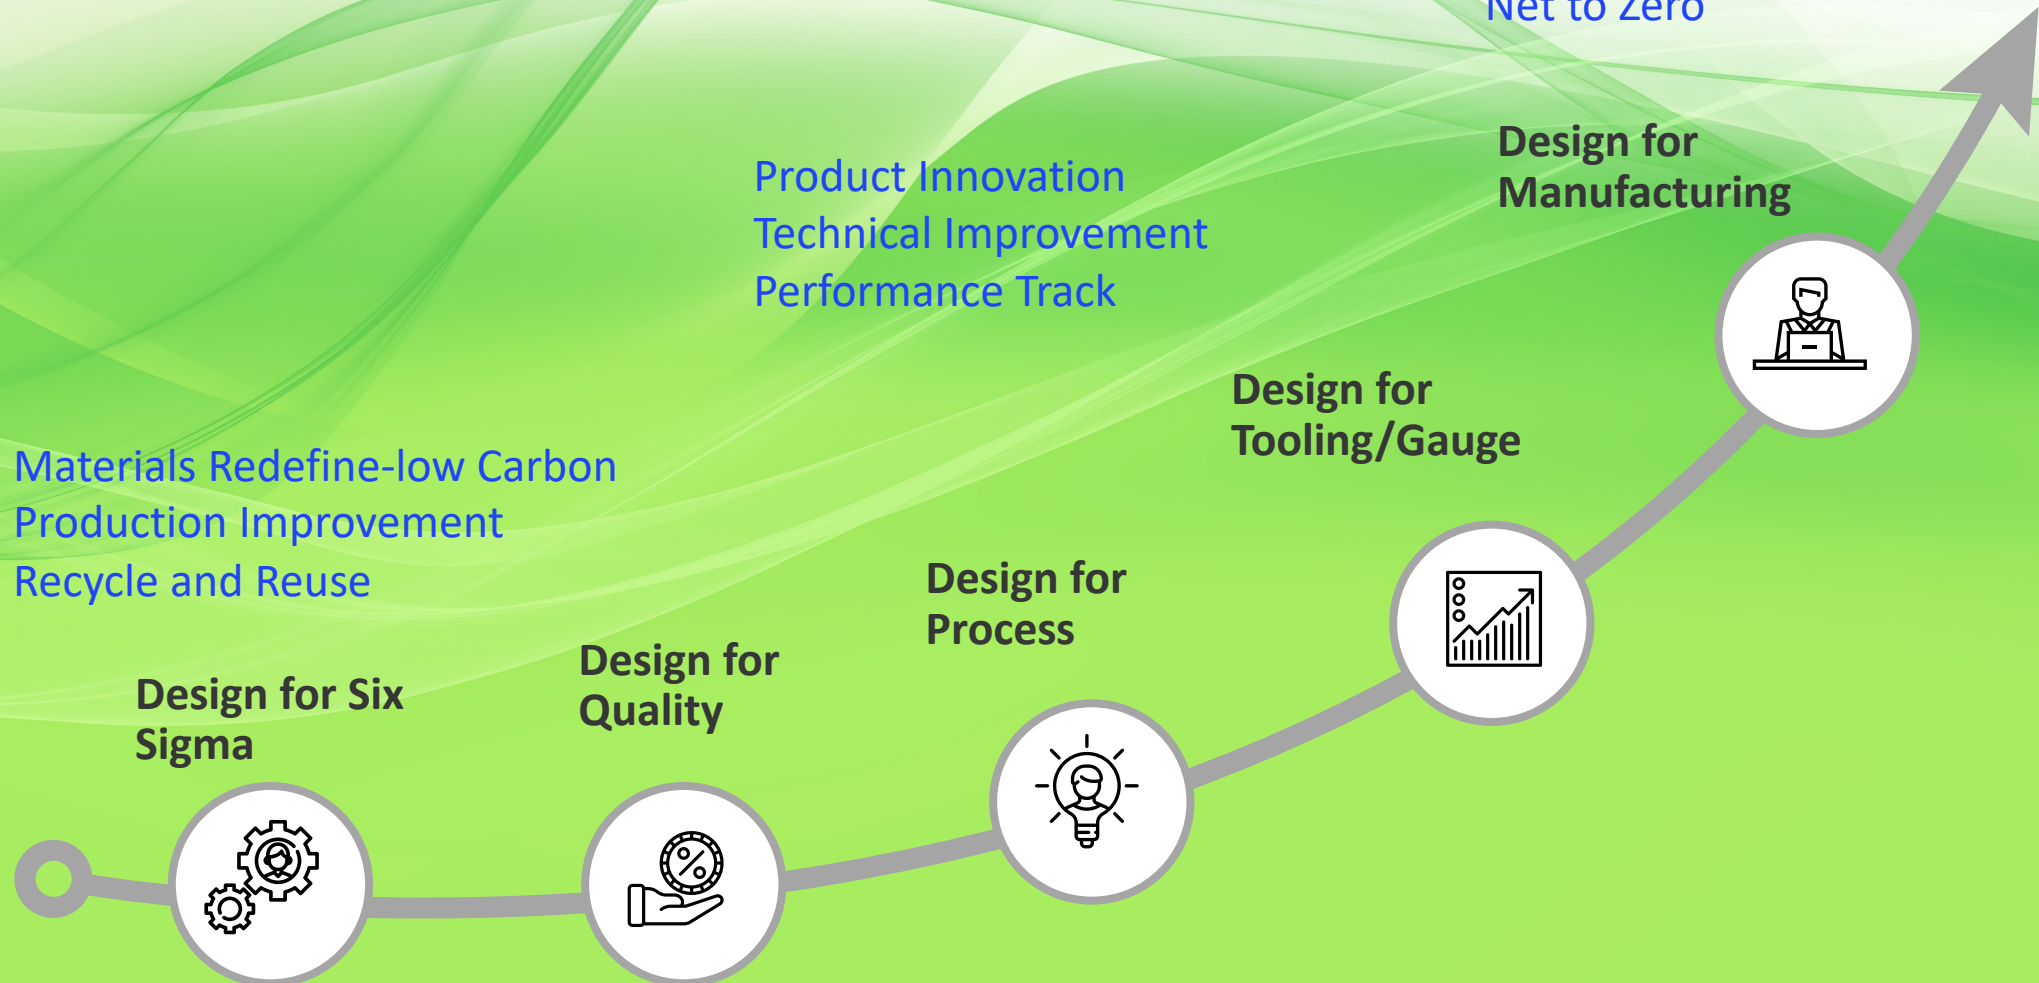 Net to Zero
Design for
Manufacturing
Product Innovation
Technical Improvement
Performance Track
Design for
Tooling/Gauge
Materials Redefine-low Carbon
Production Improvement
Recycle and Reuse
Design for
Process
Design for
Quality
Design for Six
Sigma